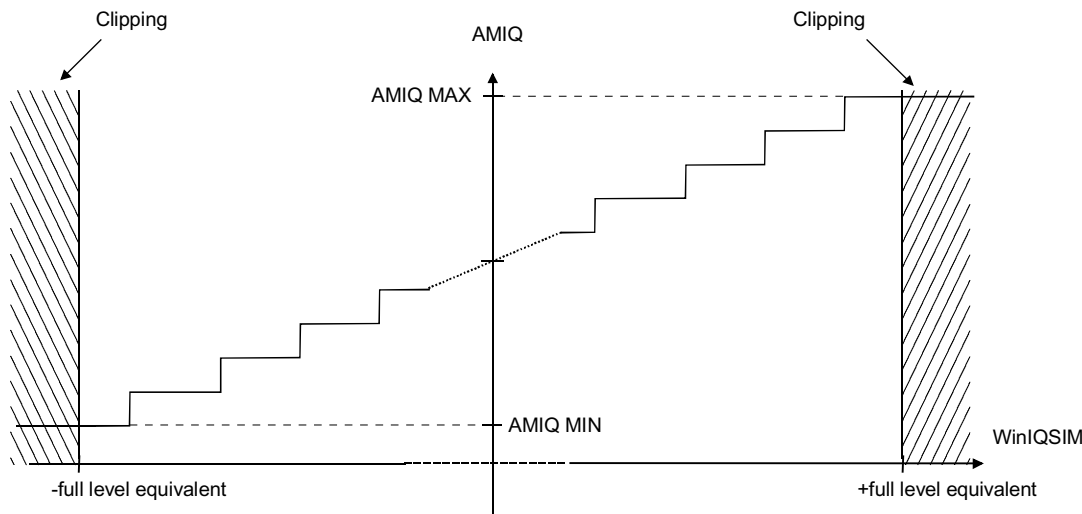 Clipping
AMIQ
Clipping
AMIQ MAX
AMIQ MIN
WinIQSIM
-full level equivalent
+full level equivalent